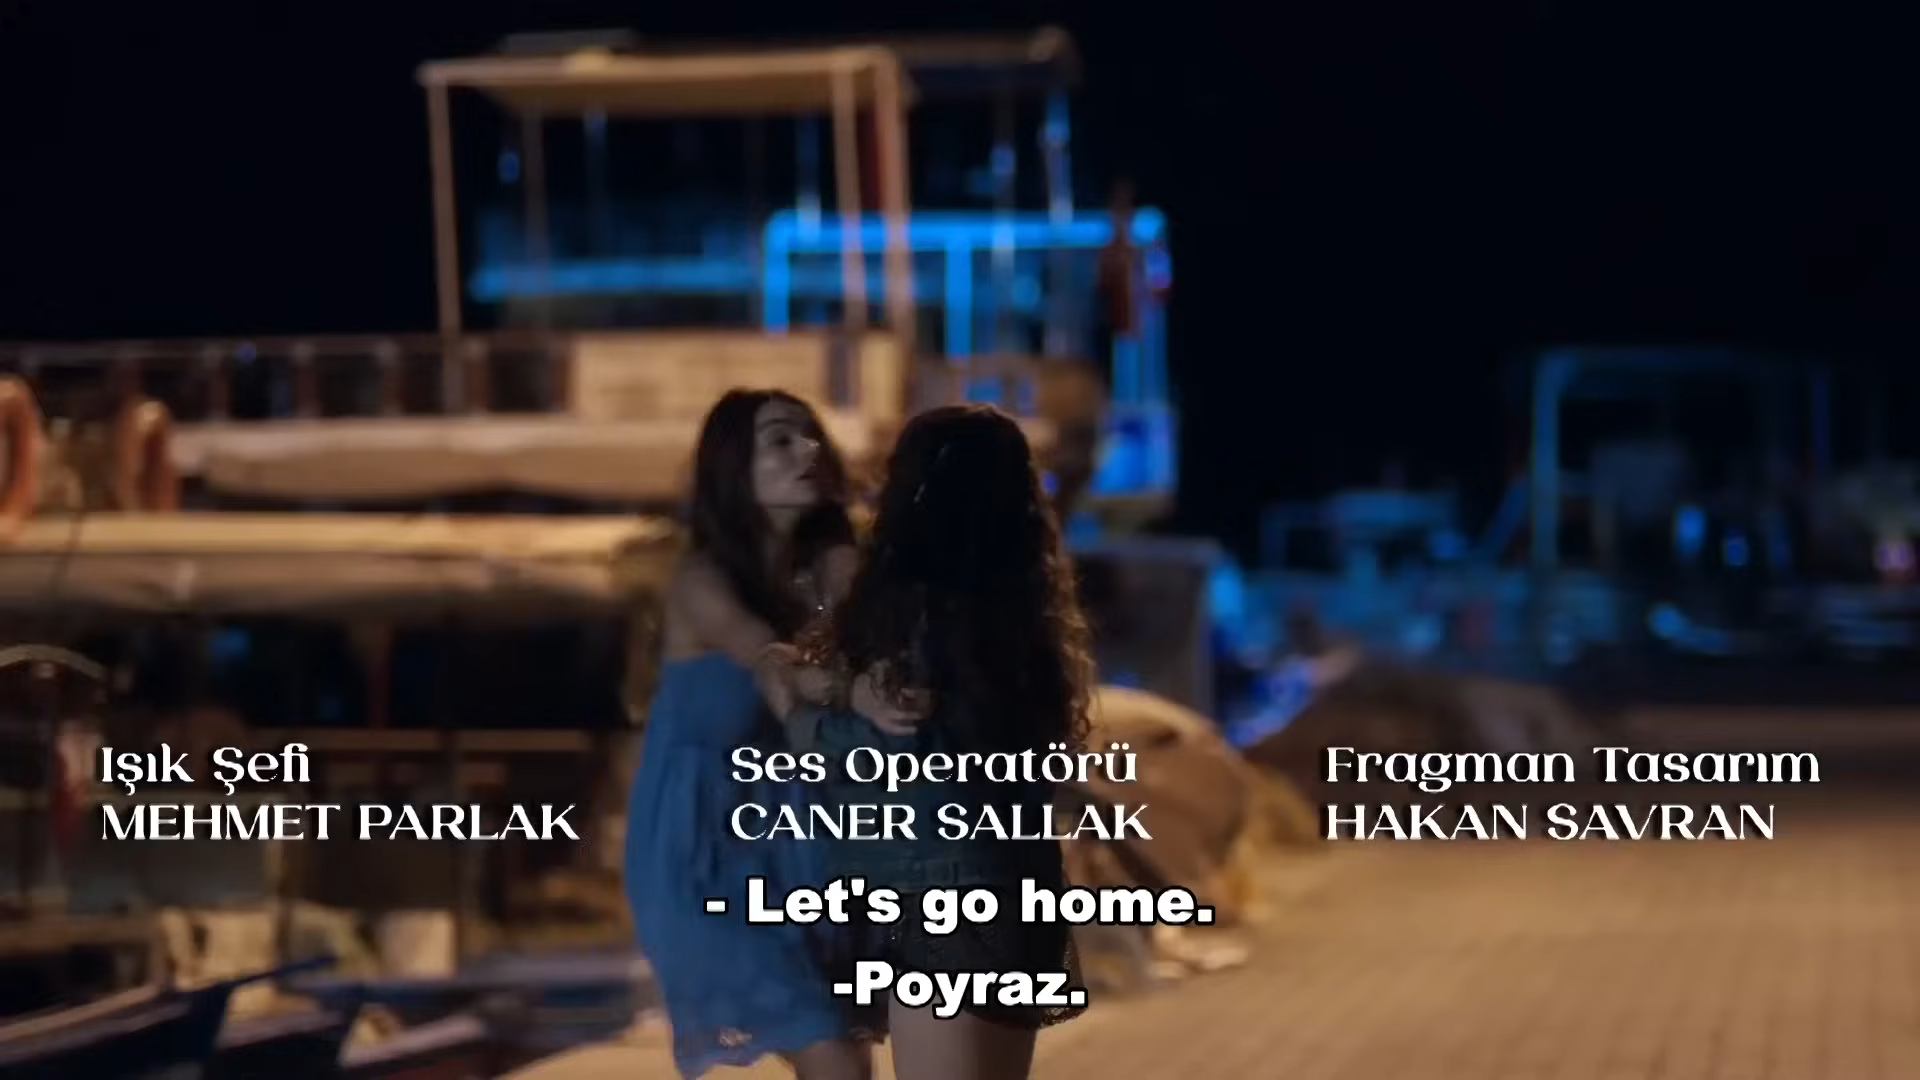 Işık Şefi
MEHMET PARLAK
Ses Operatörü
CANER SALLAK
Fragman Tasarım
HAKAN SAVRAN
- Let's go home.
-Poyraz.